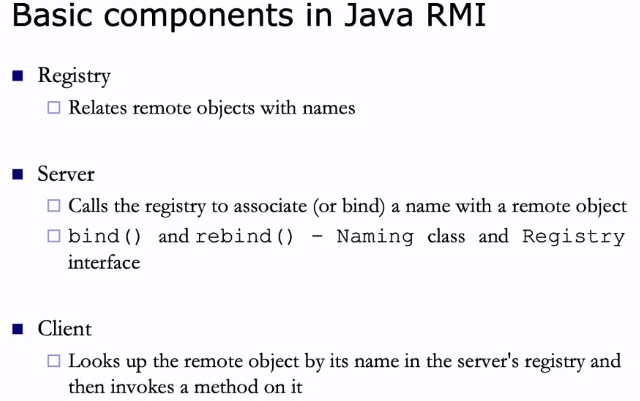 Basic components in Java RMI
Registry
Relates remote objects with names
Server
Calls the registry to associate (or bind) a name with a remote object
bind() and rebind() – Naming class and Registry
interface
Client
Looks up the remote object by its name in the server's registry and
then invokes a method on it